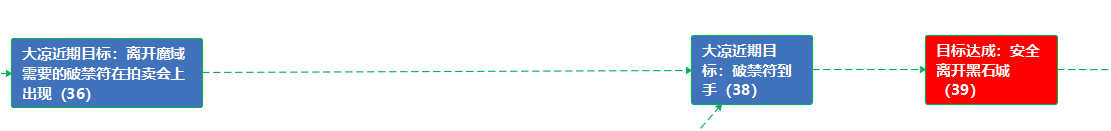 大凉近期目标：离开魔域
需要的破禁符在拍卖会上
出现（36）
大凉近期目
标：破禁符到
手（38）
目标达成：安全
离开黑石城
（39）